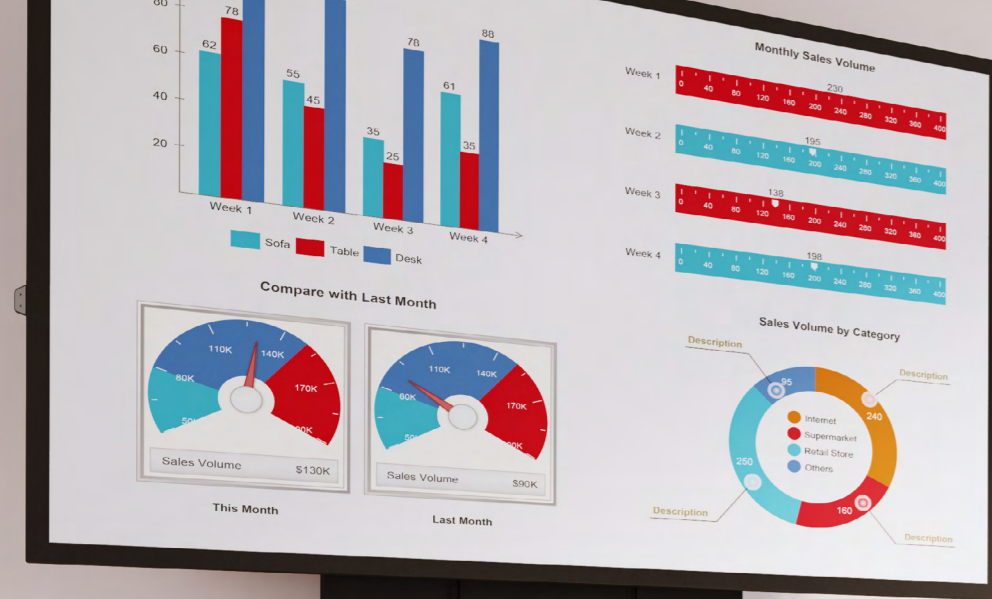 80
60
40
20
62
78
55
45
35
25
78
61
35
88
Week 1
Week 2
Week 3
Week 4
Sofa
Table
Desk
Monthly Sales Volume
Week 1
230
0 40 80 120 160 200 240 280 320 360 400
Week 2
195
0 40 80 120 160 200 240 280 320 360 400
Week 3
138
0 40 80 120 160 200 240 280 320 360 400
Week 4
198
0 40 80 120 160 200 240 280 320 360 400
Compare with Last Month
80K
110K
140K
170K
Sales Volume $130K
This Month
80K
110K
140K
170K
Sales Volume $90K
Last Month
Sales Volume by Category
Description
Description
95
240
Internet
Supermarket
Retail Store
Others
250
160
Description
Description